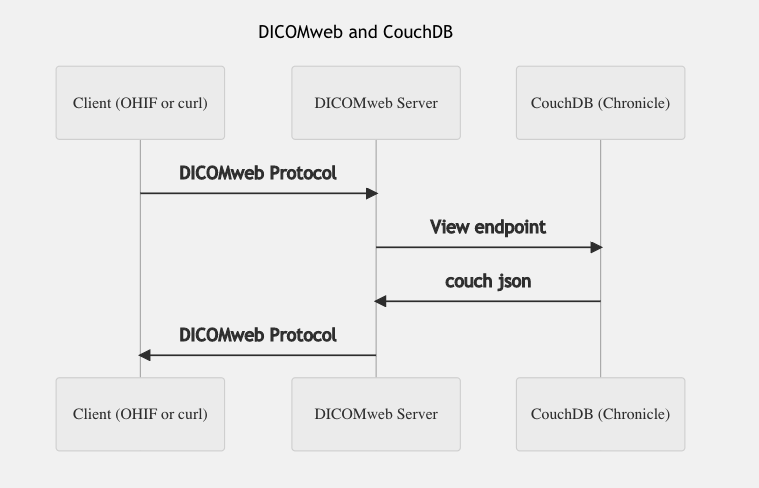 DICOMweb and CouchDB
Client (OHIF or curl)
DICOMweb Server
CouchDB (Chronicle)
DICOMweb Protocol
View endpoint
couch json
DICOMweb Protocol
Client (OHIF or curl)
DICOMweb Server
CouchDB (Chronicle)